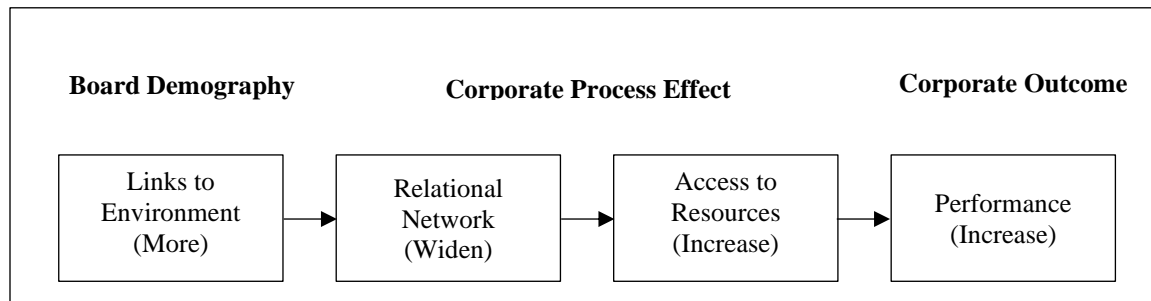 Board Demography
Corporate Process Effect
Corporate Outcome
Links to
Environment
(More)
Relational
Network
(Widen)
Access to
Resources
(Increase)
Performance
(Increase)